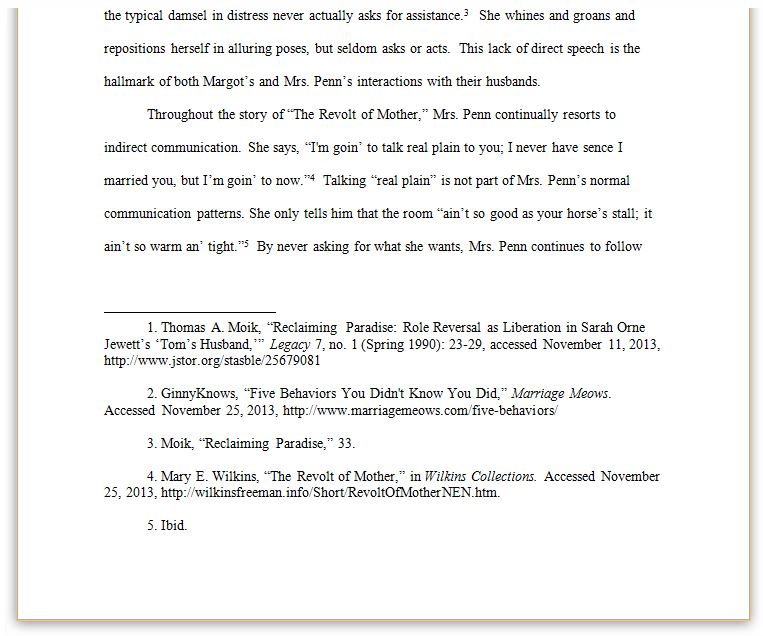 the typical damsel in distress never actually asks for assistance.³ She whines and groans and
repositions herself in alluring poses, but seldom asks or acts. This lack of direct speech is the
hallmark of both Margot’s and Mrs. Penn’s interactions with their husbands.
Throughout the story of “The Revolt of Mother,” Mrs. Penn continually resorts to
indirect communication. She says, “I'm goin’ to talk real plain to you; I never have sence I
married you, but I’m goin’ to now.”⁴ Talking “real plain” is not part of Mrs. Penn’s normal
communication patterns. She only tells him that the room “ain’t so good as your horse’s stall; it
ain’t so warm an’ tight.”⁵ By never asking for what she wants, Mrs. Penn continues to follow
1. Thomas A. Moik, “Reclaiming Paradise: Role Reversal as Liberation in Sarah Orne
Jewett’s ‘Tom’s Husband,’” Legacy 7, no. 1 (Spring 1990): 23-29, accessed November 11, 2013,
http://www.jstor.org/stasble/25679081
2. GinnyKnows, “Five Behaviors You Didn't Know You Did,” Marriage Meows.
Accessed November 25, 2013, http://www.marriagemeows.com/five-behaviors/
3. Moik, “Reclaiming Paradise,” 33.
4. Mary E. Wilkins, “The Revolt of Mother,” in Wilkins Collections. Accessed November
25, 2013, http://wilkinsfreeman.info/Short/RevoltOfMotherNEN.htm.
5. Ibid.